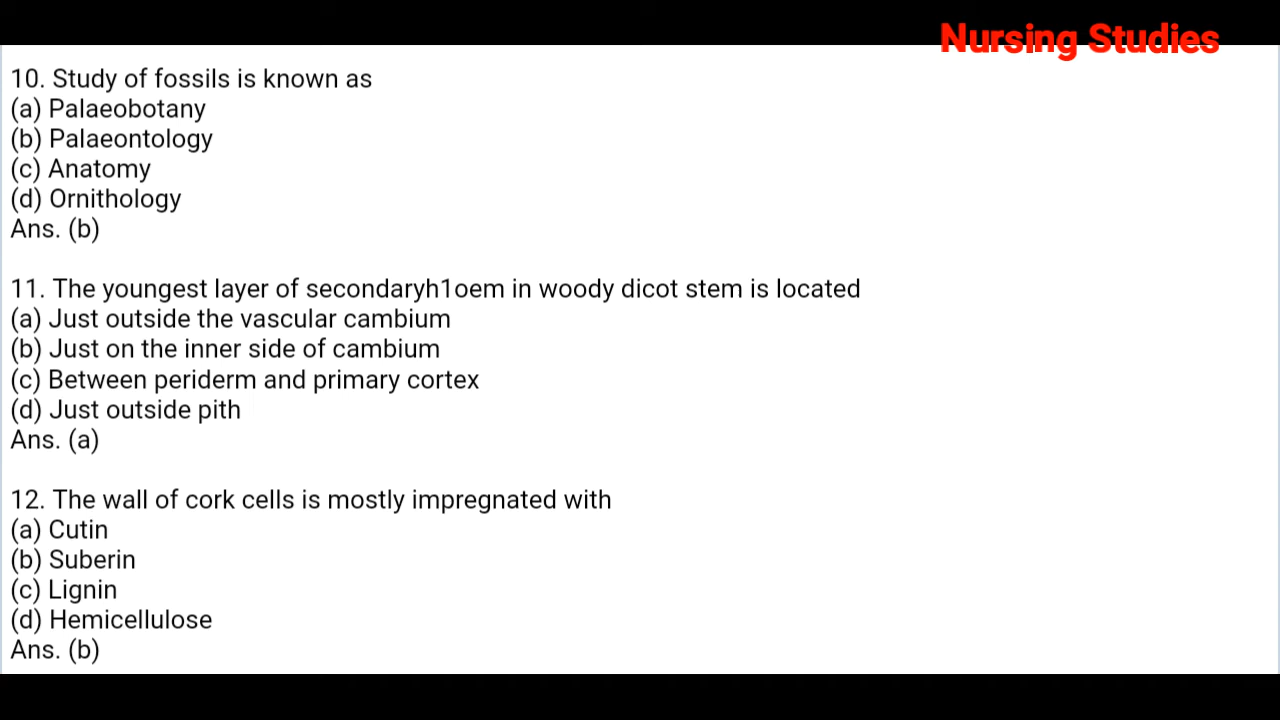 Nursing Studies
10. Study of fossils is known as
(a) Palaeobotany
(b) Palaeontology
(c) Anatomy
(d) Ornithology
Ans. (b)
11. The youngest layer of secondaryh1oem in woody dicot stem is located
(a) Just outside the vascular cambium
(b) Just on the inner side of cambium
(c) Between periderm and primary cortex
(d) Just outside pith
Ans. (a)
12. The wall of cork cells is mostly impregnated with
(a) Cutin
(b) Suberin
(c) Lignin
(d) Hemicellulose
Ans. (b)